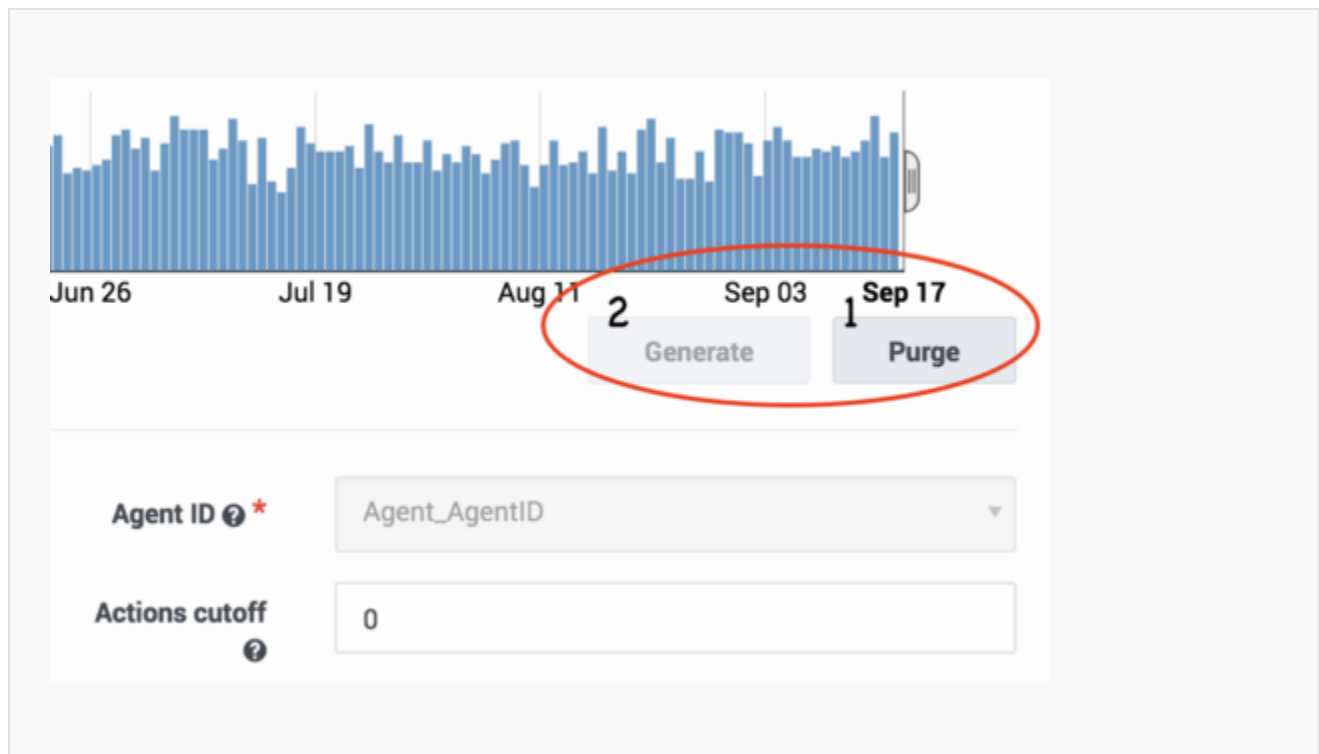 Jun 26 Jul 19 Aug 11 Sep 03 Sep 17
2 1
Generate Purge
Agent ID ? * Agent_AgentID
Actions cutoff 0
?